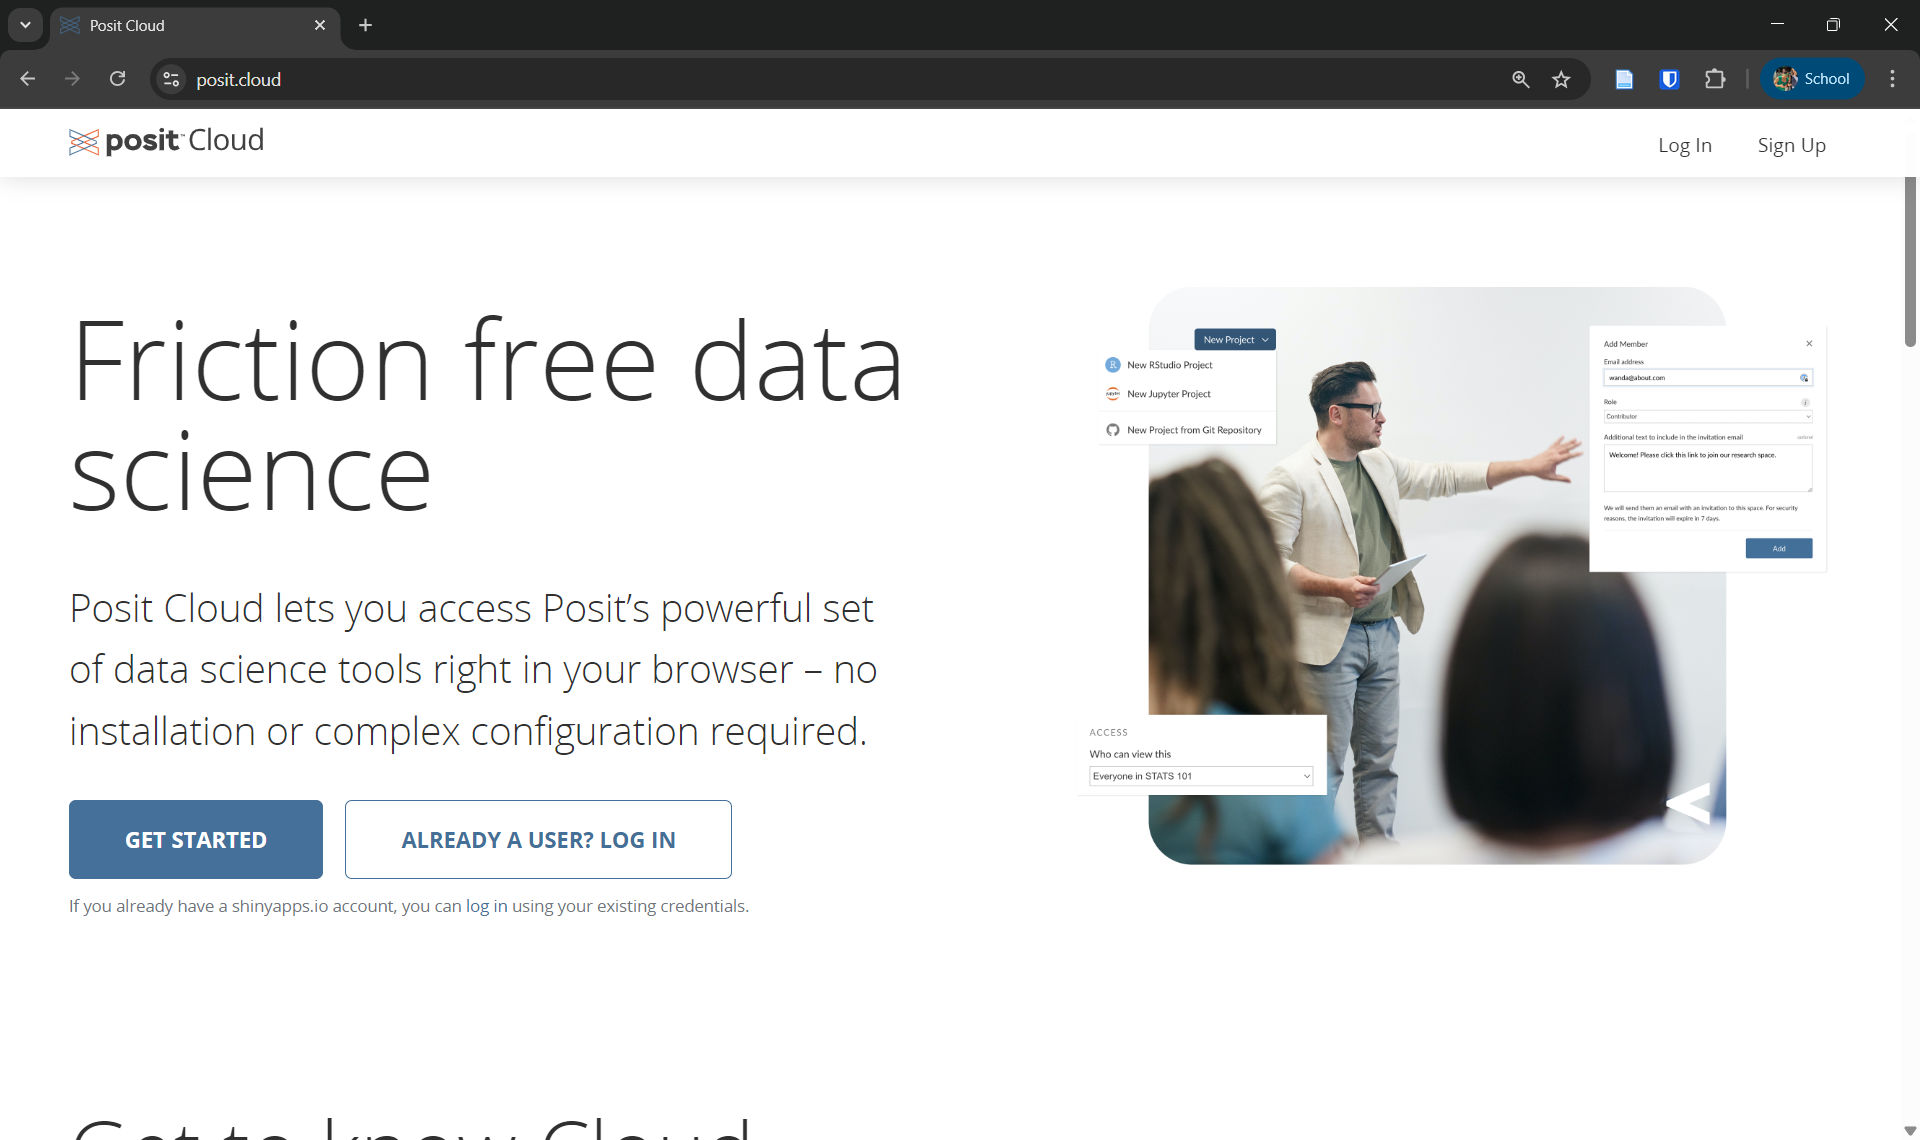 Posit Cloud
posit.cloud
School
posit Cloud
Log In
Sign Up
Friction free data
science
Posit Cloud lets you access Posit’s powerful set
of data science tools right in your browser – no
installation or complex configuration required.
GET STARTED
ALREADY A USER? LOG IN
If you already have a shinyapps.io account, you can log in using your existing credentials.
New Project
R New RStudio Project
jupyter New Jupyter Project
New Project from Git Repository
Add Member
Email address
wanda@about.com
Role
i
Contributor
Additional text to include in the invitation email
optional
Welcome! Please click this link to join our research space.
We will send them an email with an invitation to this space. For security
reasons, the invitation will expire in 7 days.
Add
ACCESS
Who can view this
Everyone in STATS 101
Get to know Cloud